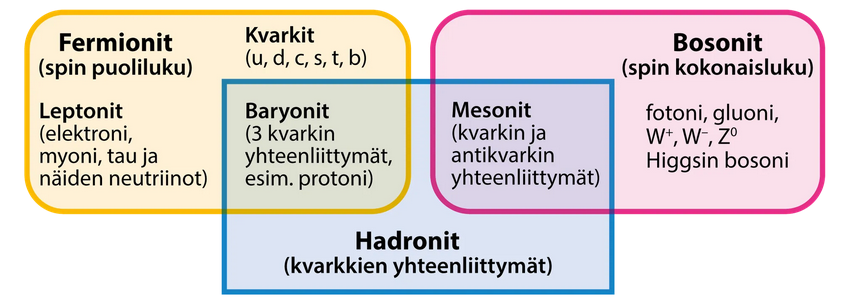 Fermionit
(spin puoliluku)
Kvarkit
(u, d, c, s, t, b)
Leptonit
(elektroni,
myoni, tau ja
näiden neutriinot)
Baryonit
(3 kvarkin
yhteenliittymät,
esim. protoni)
Mesonit
(kvarkin ja
antikvarkin
yhteenliittymät)
Bosonit
(spin kokonaisluku)
fotoni, gluoni,
W⁺, W⁻, Z⁰
Higgsin bosoni
Hadronit
(kvarkkien yhteenliittymät)